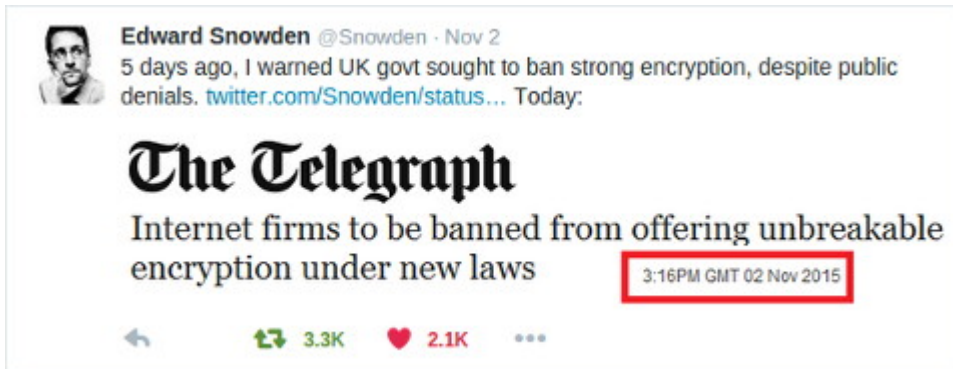 Edward Snowden @Snowden · Nov 2
5 days ago, I warned UK govt sought to ban strong encryption, despite public
denials. twitter.com/Snowden/status... Today:
The Telegraph
Internet firms to be banned from offering unbreakable
encryption under new laws
3:16PM GMT 02 Nov 2015
3.3K 2.1K